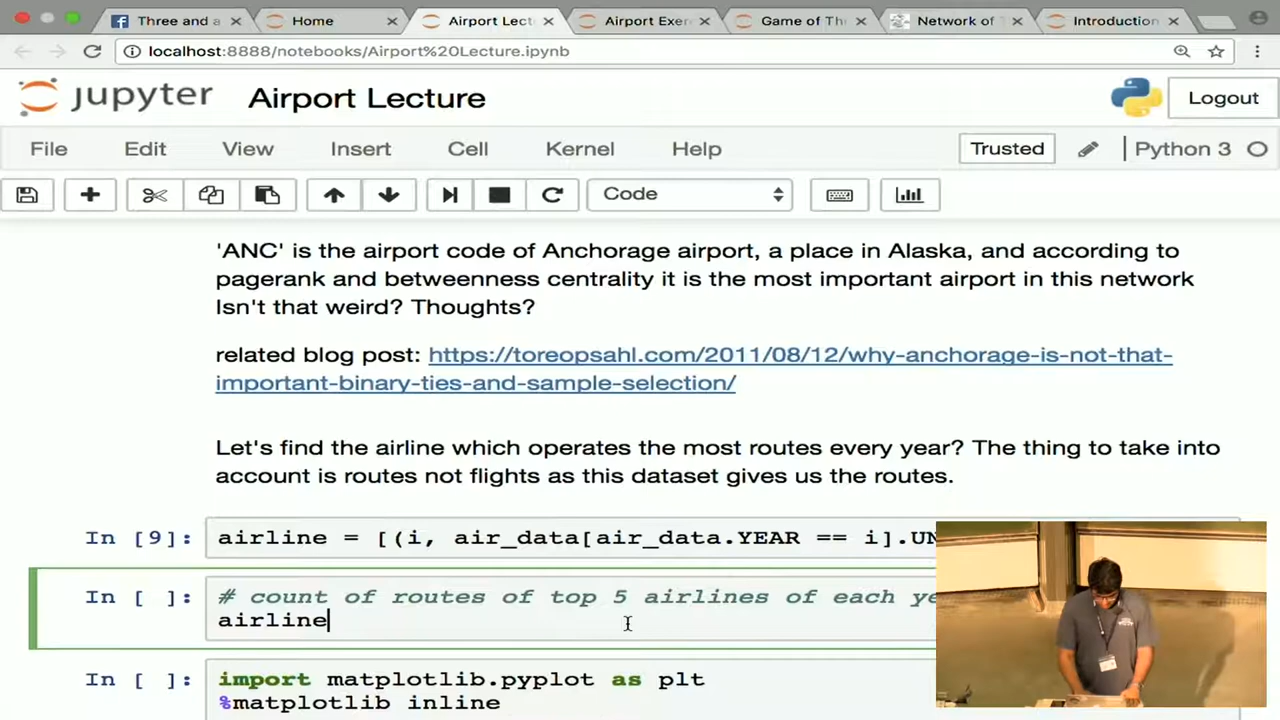 Three and a
Home
Airport Lect
Airport Exer
Game of Th
Network of
Introduction
localhost:8888/notebooks/Airport%20Lecture.ipynb
jupyter Airport Lecture
Logout
File Edit View Insert Cell Kernel Help
Trusted
Python 3
Code
'ANC' is the airport code of Anchorage airport, a place in Alaska, and according to
pagerank and betweenness centrality it is the most important airport in this network
Isn't that weird? Thoughts?
related blog post: https://toreopsahl.com/2011/08/12/why-anchorage-is-not-that-
important-binary-ties-and-sample-selection/
Let's find the airline which operates the most routes every year? The thing to take into
account is routes not flights as this dataset gives us the routes.
In [9]: airline = [(i, air_data[air_data.YEAR == i].UN
In [ ]: # count of routes of top 5 airlines of each ye
airline
In [ ]: import matplotlib.pyplot as plt
%matplotlib inline